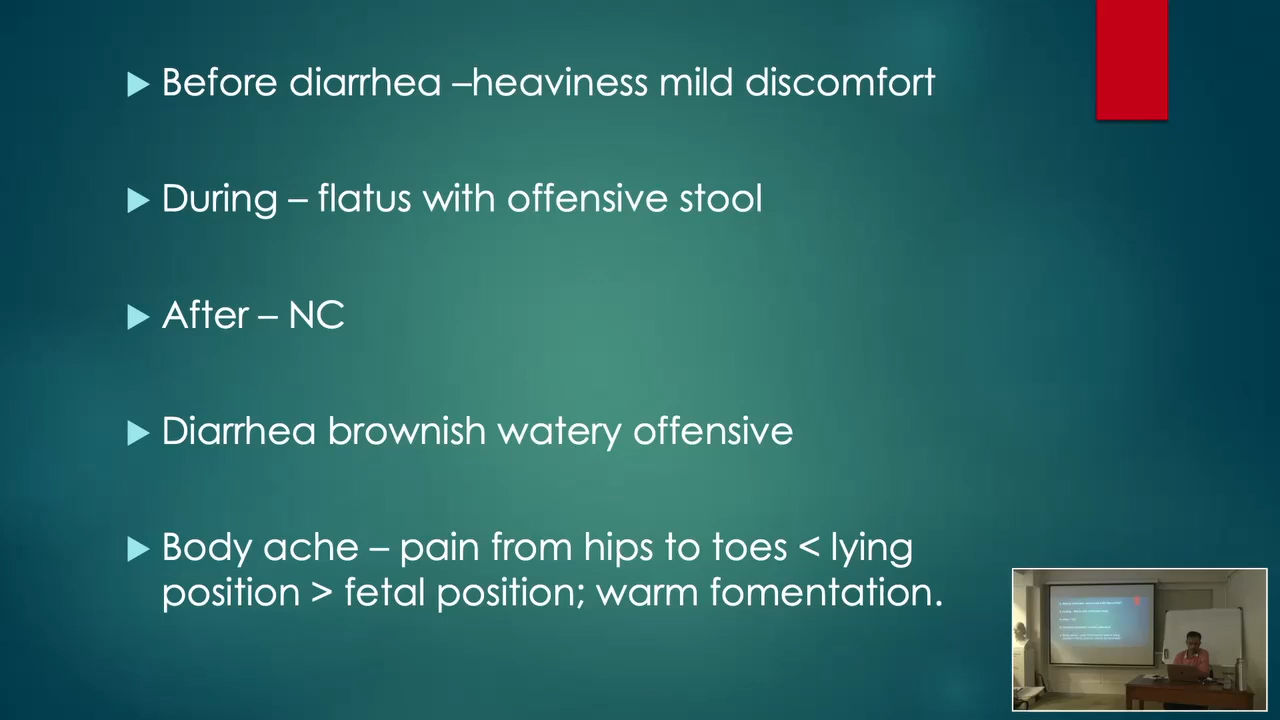 Before diarrhea –heaviness mild discomfort
During – flatus with offensive stool
After – NC
Diarrhea brownish watery offensive
Body ache – pain from hips to toes < lying
position > fetal position; warm fomentation.